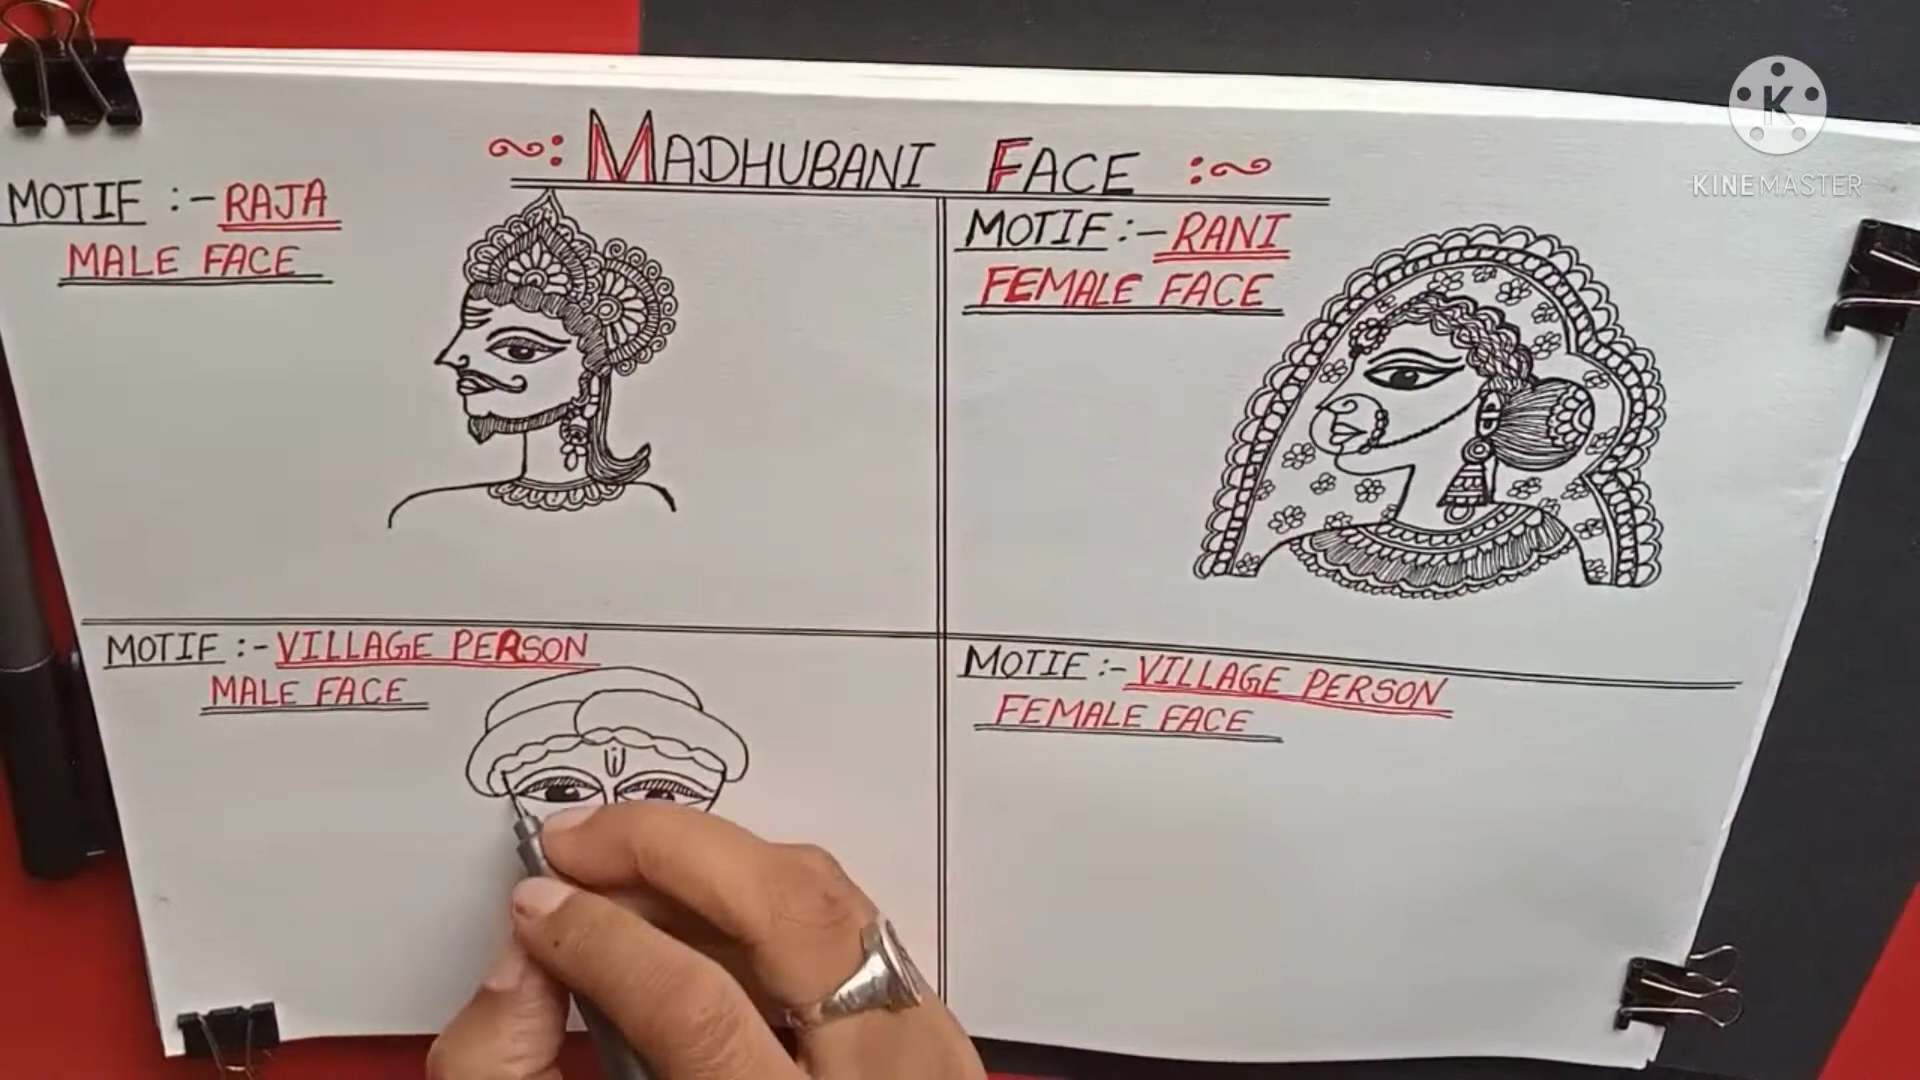 ~: MADHUBANI FACE :~
MOTIF :- RAJA
MALE FACE
MOTIF :- RANI
FEMALE FACE
MOTIF :- VILLAGE PERSON
MALE FACE
MOTIF :- VILLAGE PERSON
FEMALE FACE
K
KINEMASTER